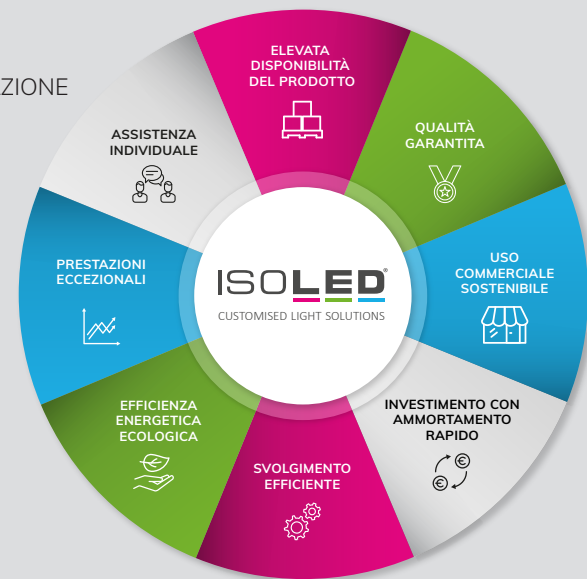 ZIONE
ELEVATA
DISPONIBILITÀ
DEL PRODOTTO
QUALITÀ
GARANTITA
USO
COMMERCIALE
SOSTENIBILE
INVESTIMENTO CON
AMMORTAMENTO
RAPIDO
€
€
SVOLGIMENTO
EFFICIENTE
EFFICIENZA
ENERGETICA
ECOLOGICA
PRESTAZIONI
ECCEZIONALI
ASSISTENZA
INDIVIDUALE
ISOLED®
CUSTOMISED LIGHT SOLUTIONS